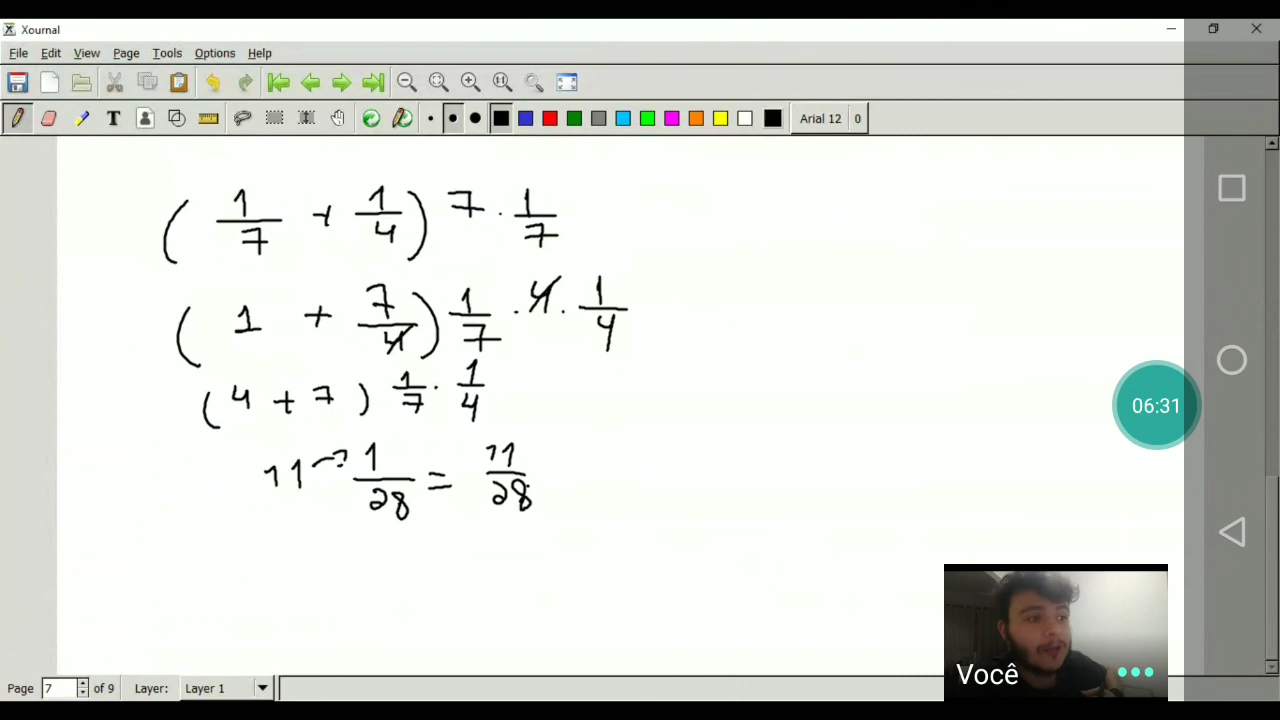 Xournal
File Edit View Page Tools Options Help
T Arial 12 0
( 1/7 + 1/4 ) 7 · 1/7
( 1 + 7/4 ) 1/7 · 4 · 1/4
( 4 + 7 ) 1/7 · 1/4
11 1/28 = 11/28
06:31
Você
Page 7 of 9 Layer: Layer 1